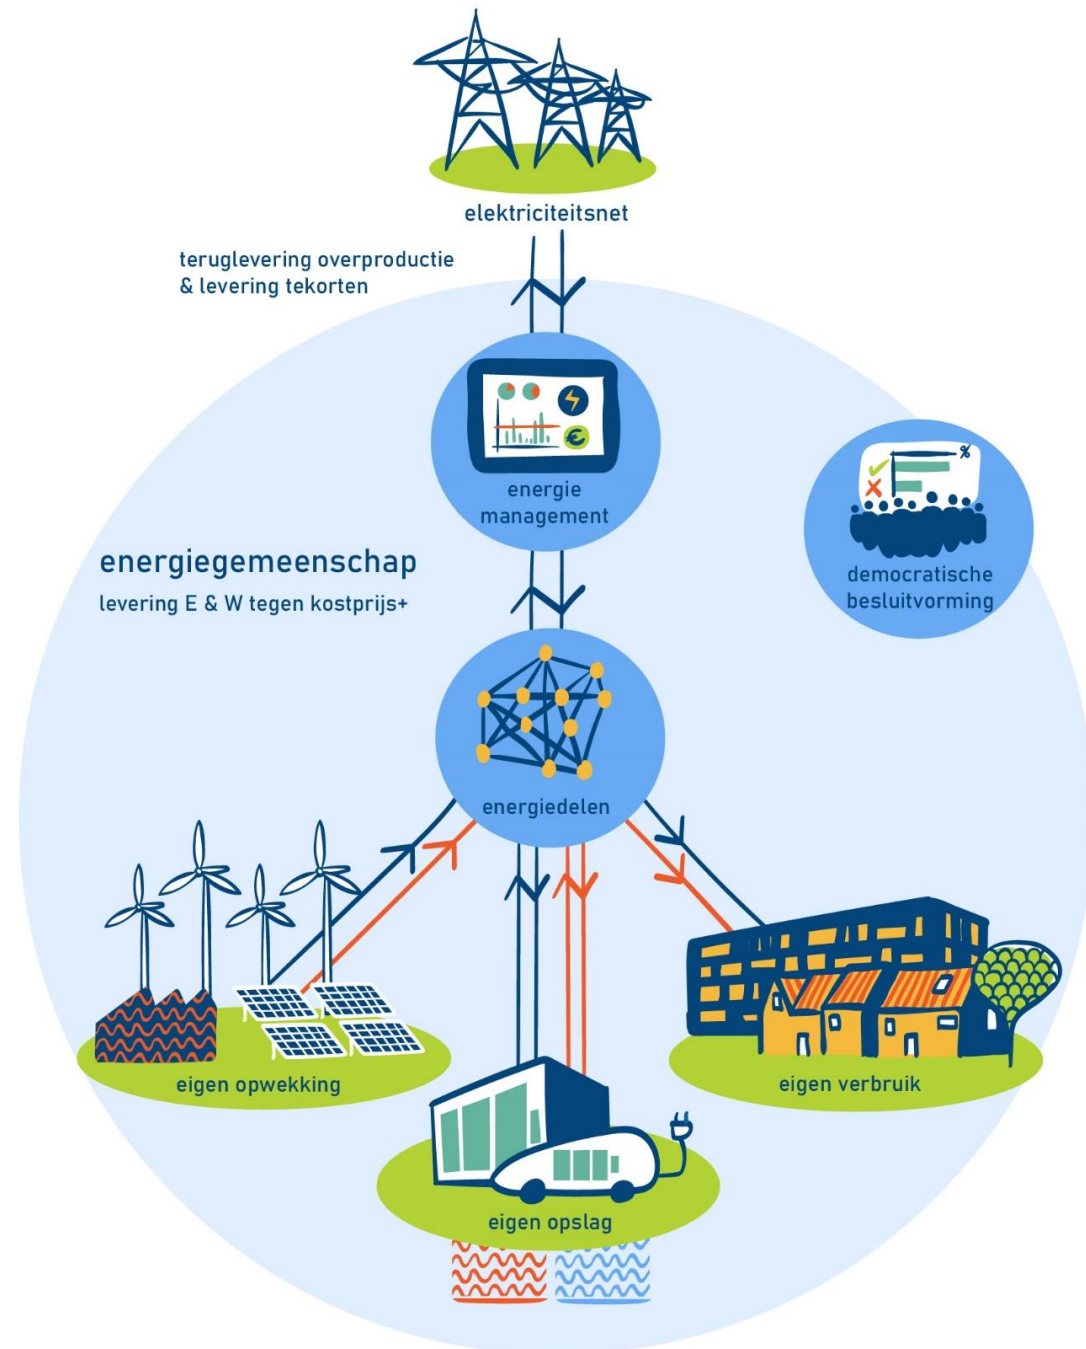 elektriciteitsnet
teruglevering overproductie
& levering tekorten
energie
management
%
€
democratische
besluitvorming
energiegemeenschap
levering E & W tegen kostprijs+
energiedelen
eigen opwekking
eigen verbruik
eigen opslag